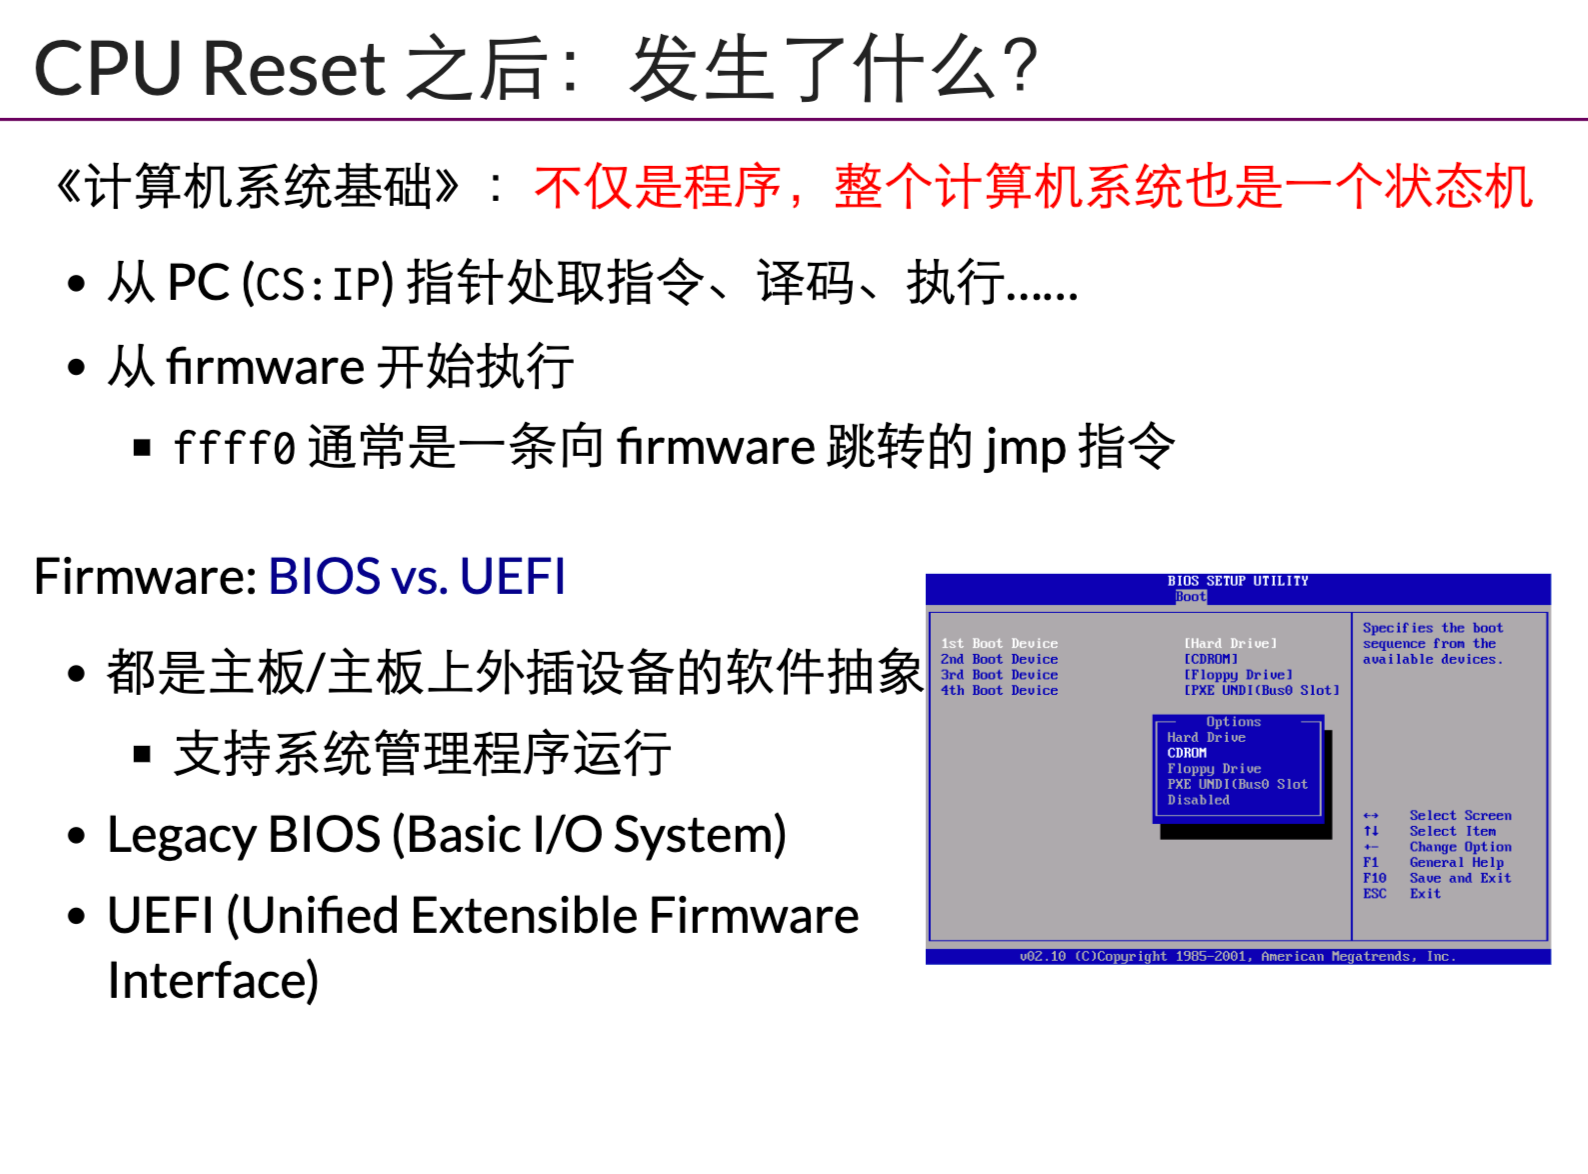 CPU Reset 之后：发生了什么？
《计算机系统基础》：不仅是程序，整个计算机系统也是一个状态机
• 从 PC (CS:IP) 指针处取指令、译码、执行……
• 从 firmware 开始执行
▪ ffff0 通常是一条向 firmware 跳转的 jmp 指令
Firmware: BIOS vs. UEFI
• 都是主板/主板上外插设备的软件抽象
▪ 支持系统管理程序运行
• Legacy BIOS (Basic I/O System)
• UEFI (Unified Extensible Firmware
Interface)
BIOS SETUP UTILITY
Boot
1st Boot Device [Hard Drive]
2nd Boot Device [CDROM]
3rd Boot Device [Floppy Drive]
4th Boot Device [PXE UNDI(Bus0 Slot]
Options
Hard Drive
CDROM
Floppy Drive
PXE UNDI(Bus0 Slot
Disabled
Specifies the boot
sequence from the
available devices.
↔ Select Screen
↑↓ Select Item
+- Change Option
F1 General Help
F10 Save and Exit
ESC Exit
v02.10 (C)Copyright 1985-2001, American Megatrends, Inc.